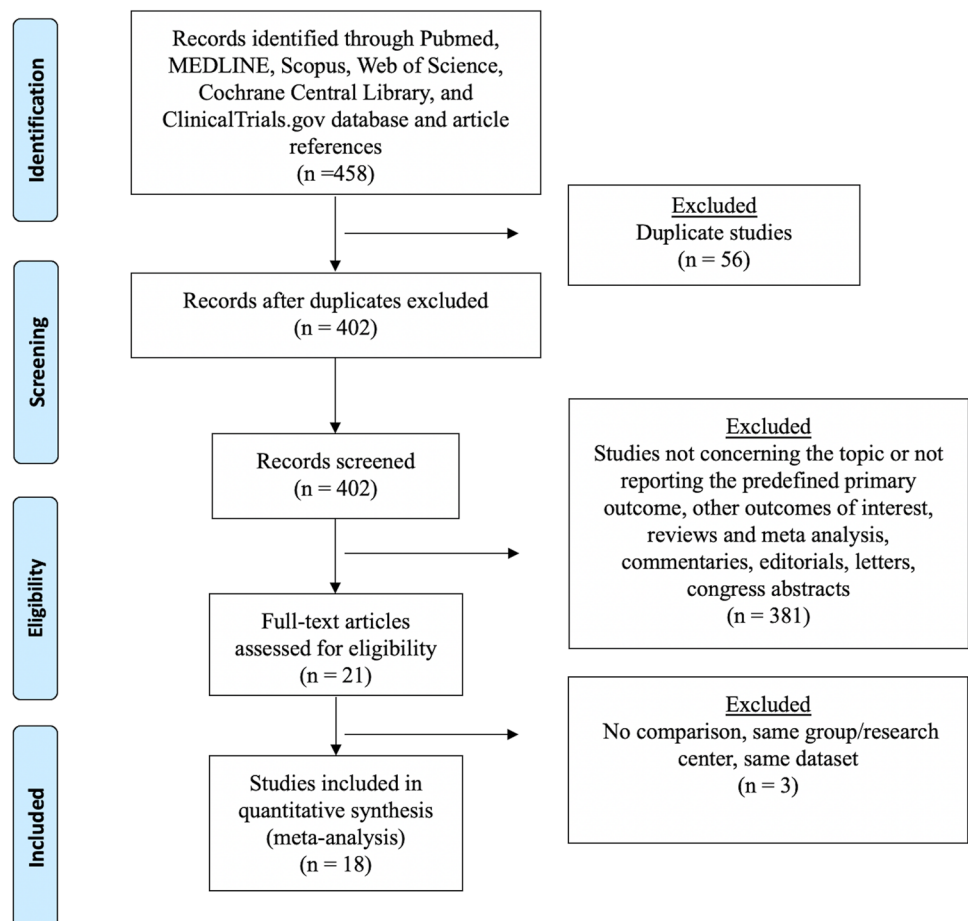 Identification
Records identified through Pubmed,
MEDLINE, Scopus, Web of Science,
Cochrane Central Library, and
ClinicalTrials.gov database and article
references
(n =458)
Excluded
Duplicate studies
(n = 56)
Screening
Records after duplicates excluded
(n = 402)
Records screened
(n = 402)
Excluded
Studies not concerning the topic or not
reporting the predefined primary
outcome, other outcomes of interest,
reviews and meta analysis,
commentaries, editorials, letters,
congress abstracts
(n = 381)
Eligibility
Full-text articles
assessed for eligibility
(n = 21)
Excluded
No comparison, same group/research
center, same dataset
(n = 3)
Included
Studies included in
quantitative synthesis
(meta-analysis)
(n = 18)